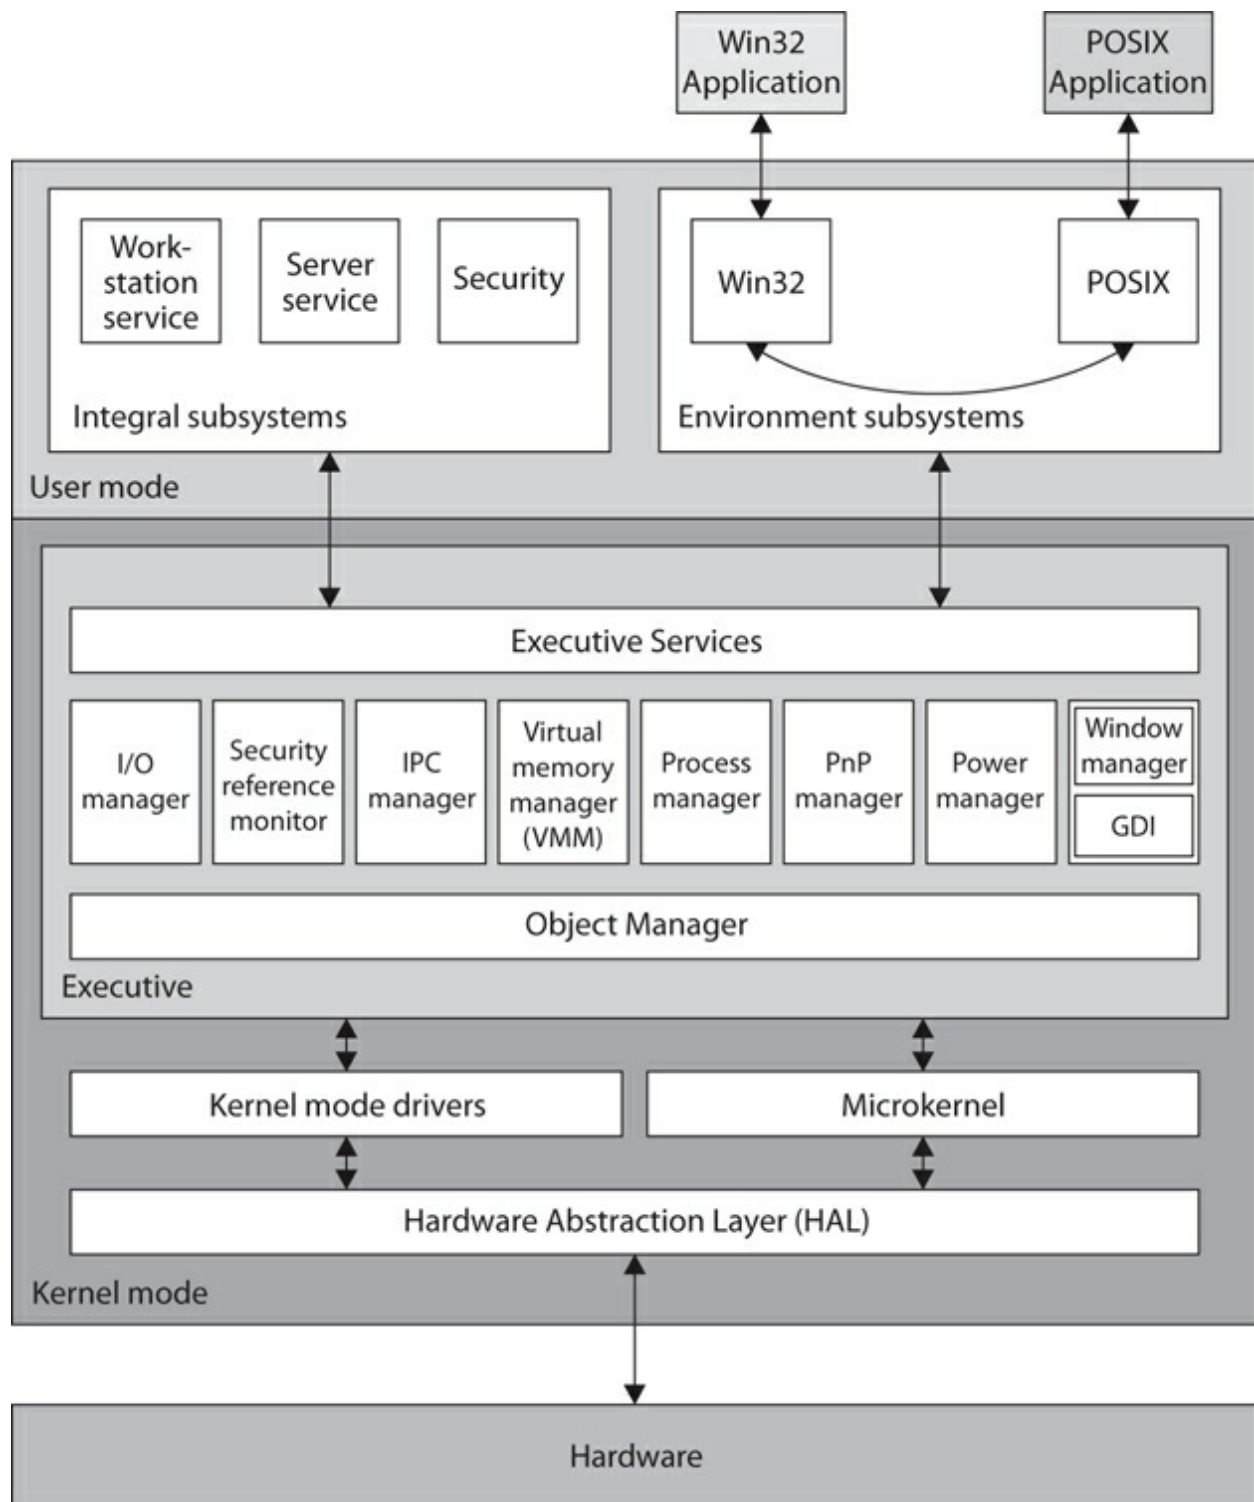 Win32
Application
POSIX
Application
Work-
station
service
Server
service
Security
Win32
POSIX
Integral subsystems
Environment subsystems
User mode
Executive Services
I/O
manager
Security
reference
monitor
IPC
manager
Virtual
memory
manager
(VMM)
Process
manager
PnP
manager
Power
manager
Window
manager
GDI
Object Manager
Executive
Kernel mode drivers
Microkernel
Hardware Abstraction Layer (HAL)
Kernel mode
Hardware